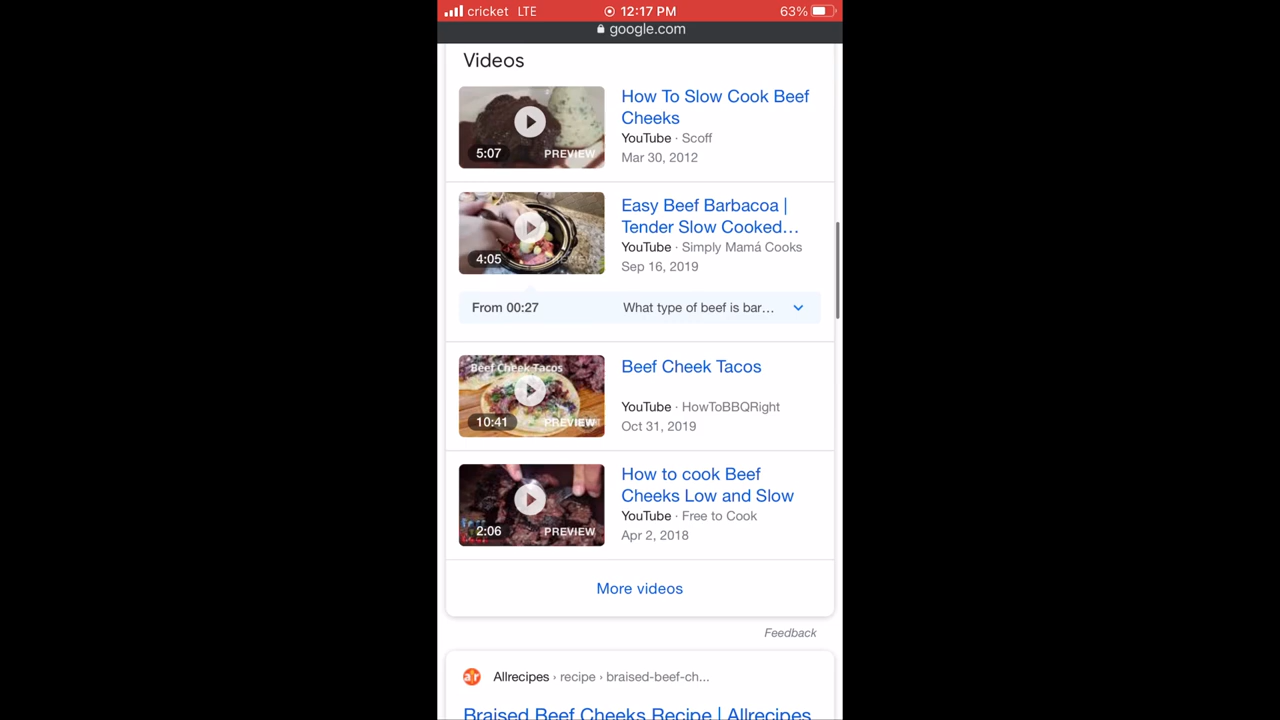 cricket LTE 12:17 PM 63%
google.com
Videos
How To Slow Cook Beef
Cheeks
YouTube · Scoff
Mar 30, 2012
5:07 PREVIEW
Easy Beef Barbacoa |
Tender Slow Cooked...
YouTube · Simply Mamá Cooks
Sep 16, 2019
4:05 PREVIEW
From 00:27 What type of beef is bar...
Beef Cheek Tacos
Beef Cheek Tacos
YouTube · HowToBBQRight
Oct 31, 2019
10:41 PREVIEW
How to cook Beef
Cheeks Low and Slow
YouTube · Free to Cook
Apr 2, 2018
2:06 PREVIEW
More videos
Feedback
Allrecipes › recipe › braised-beef-ch...
Braised Beef Cheeks Recipe | Allrecipes